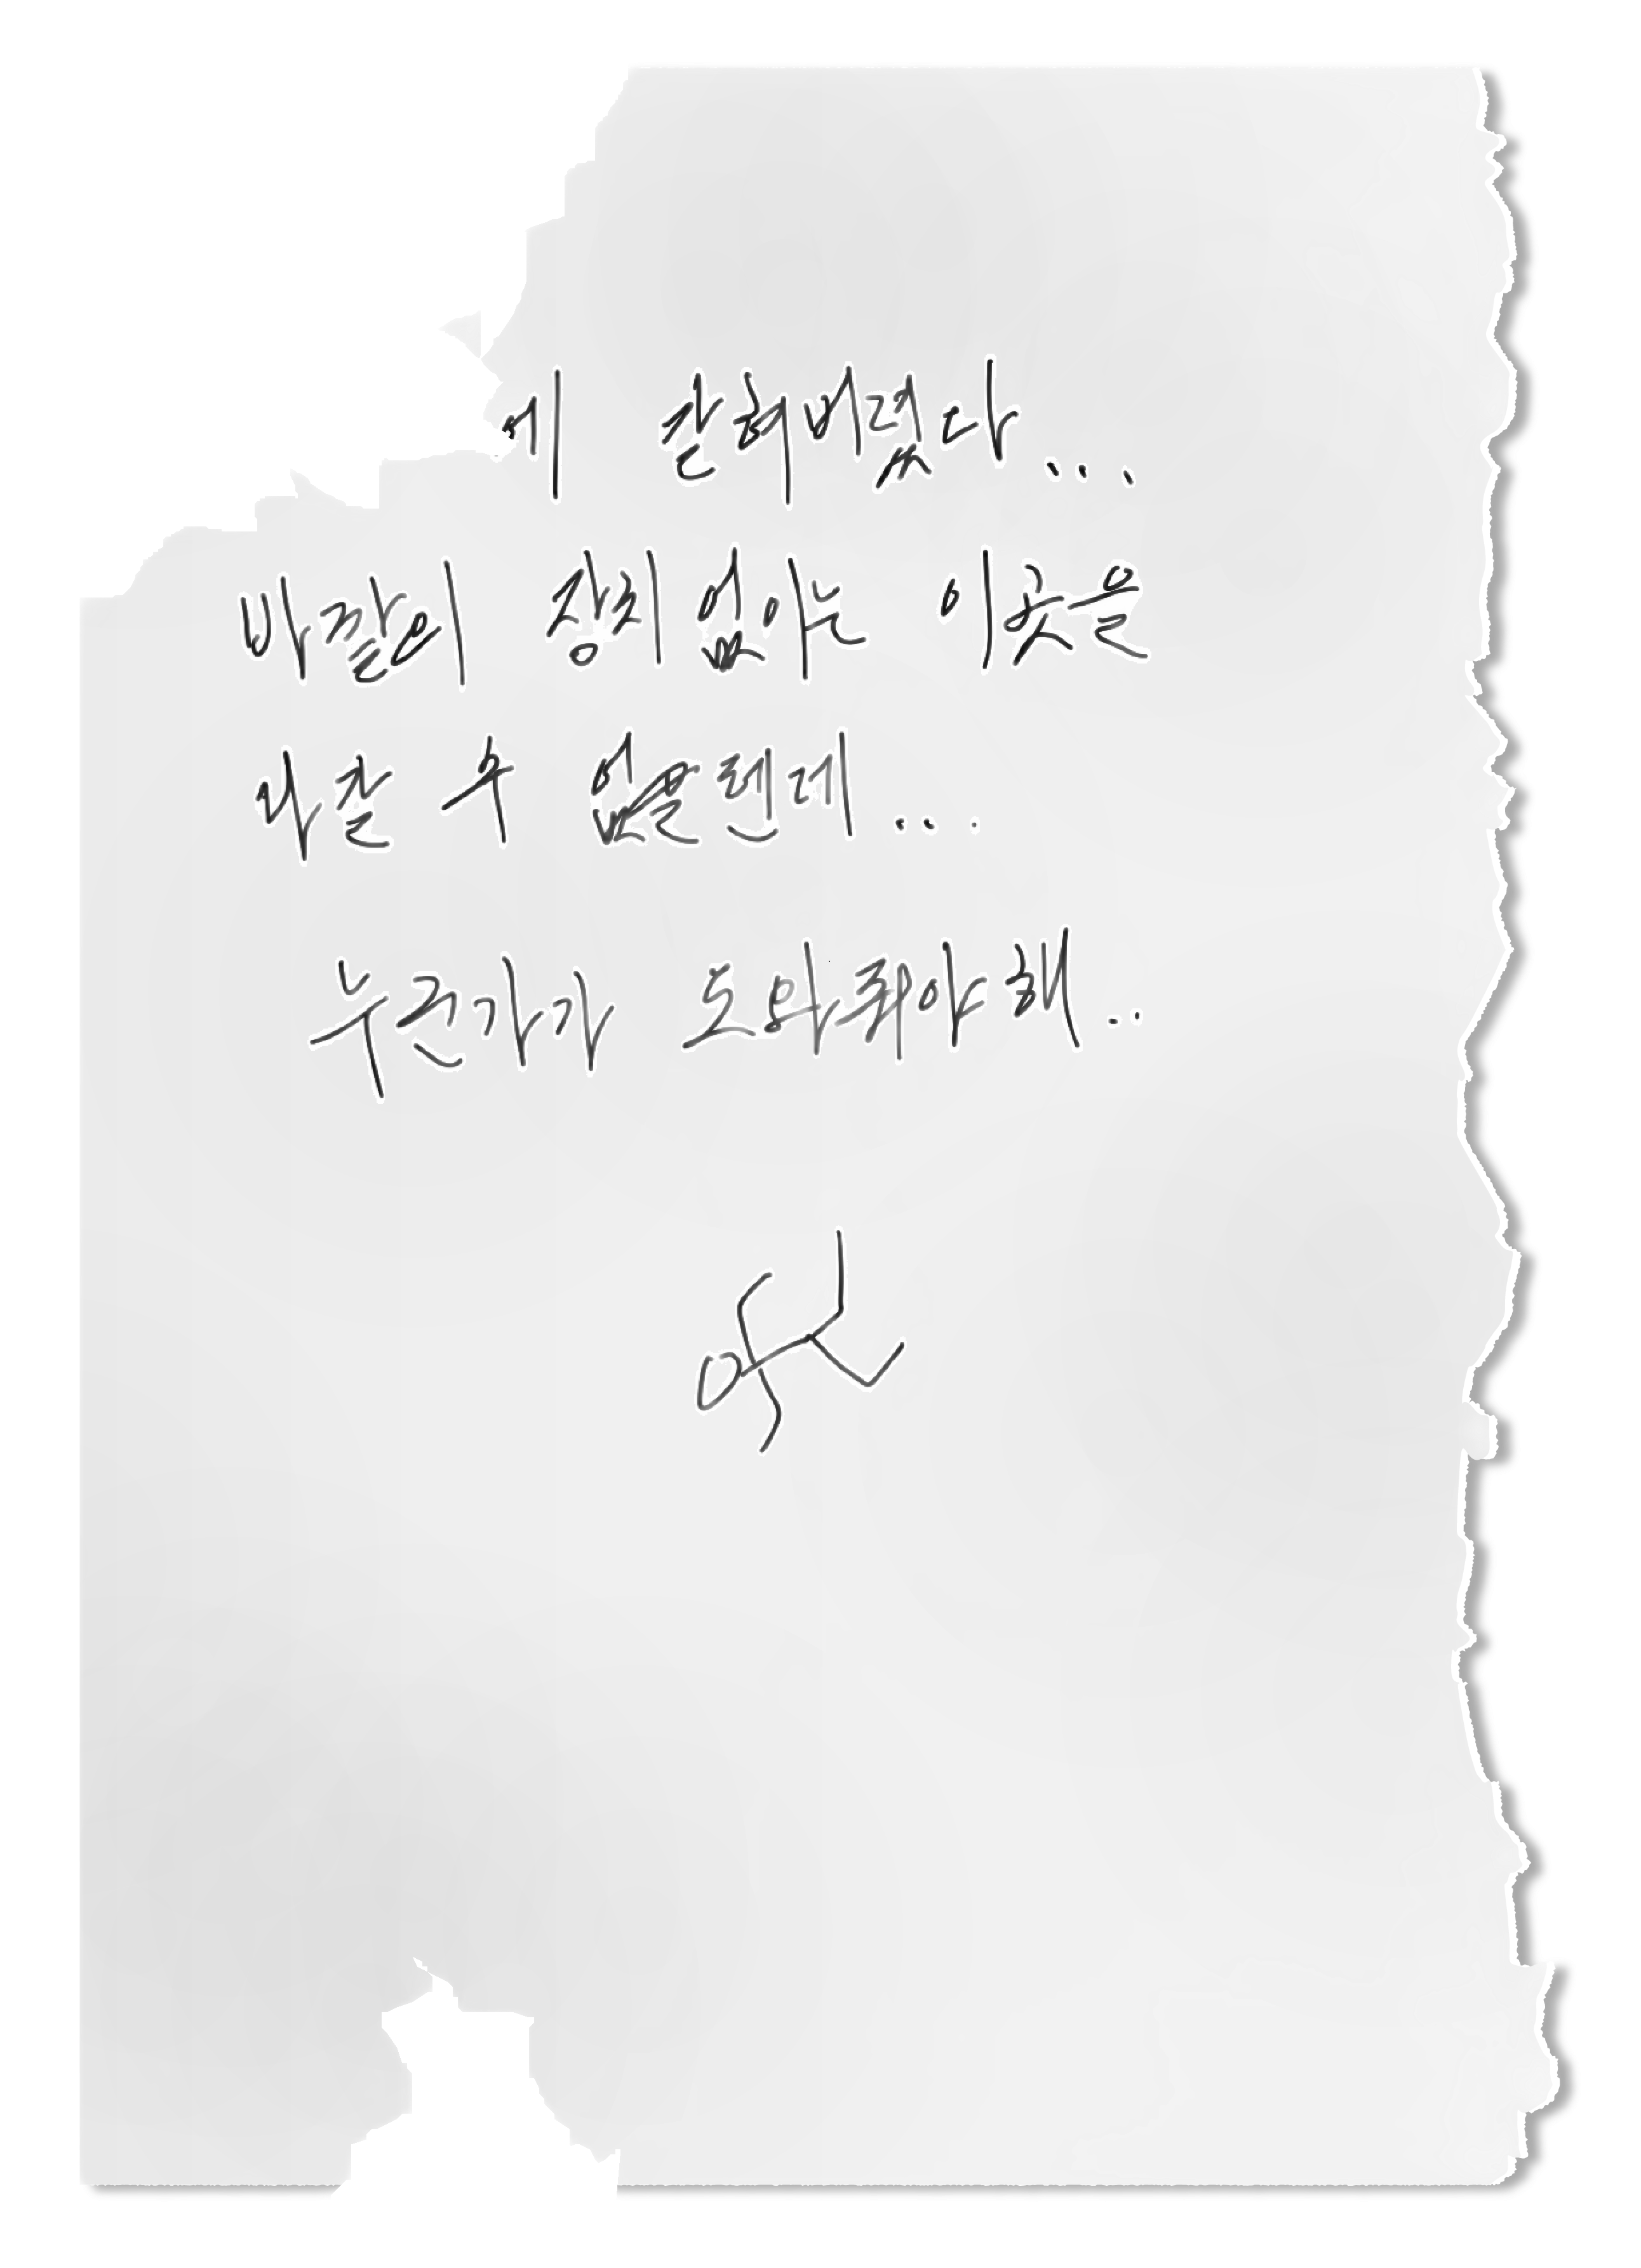 에 갇혀버렸다...
바깥의 장치 없이는 이곳을
나갈 수 없을텐데...
누군가가 도와줘야해..